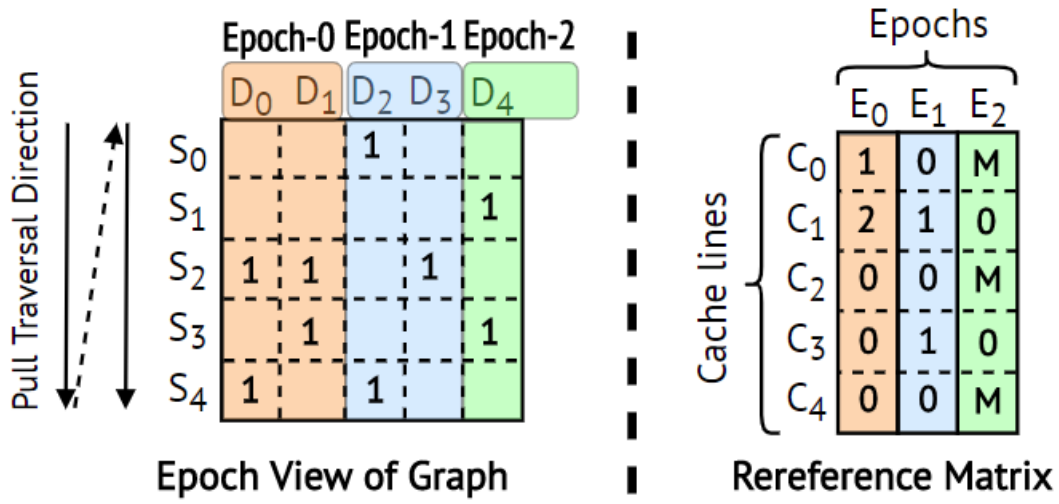 Epoch-0 Epoch-1 Epoch-2
D0 D1 D2 D3 D4
Pull Traversal Direction
S0 1
S1 1
S2 1 1 1
S3 1 1
S4 1 1
Epoch View of Graph
Epochs
E0 E1 E2
Cache lines
C0 1 0 M
C1 2 1 0
C2 0 0 M
C3 0 1 0
C4 0 0 M
Rereference Matrix